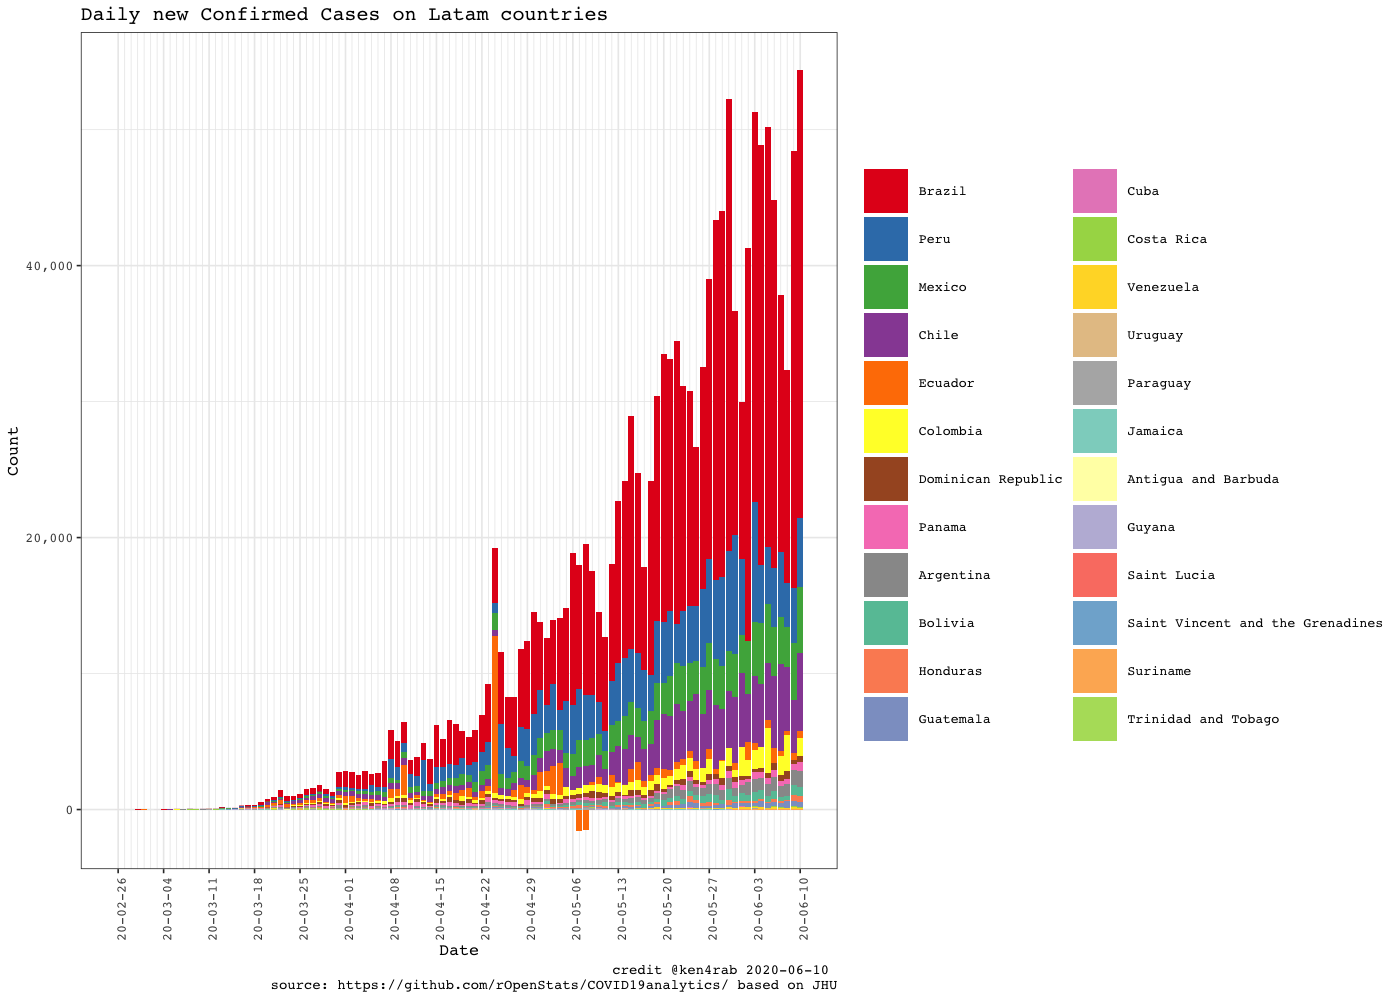 Daily new Confirmed Cases on Latam countries
Count
40,000
20,000
0
20-02-26
20-03-04
20-03-11
20-03-18
20-03-25
20-04-01
20-04-08
20-04-15
20-04-22
20-04-29
20-05-06
20-05-13
20-05-20
20-05-27
20-06-03
20-06-10
Date
Brazil
Peru
Mexico
Chile
Ecuador
Colombia
Dominican Republic
Panama
Argentina
Bolivia
Honduras
Guatemala
Cuba
Costa Rica
Venezuela
Uruguay
Paraguay
Jamaica
Antigua and Barbuda
Guyana
Saint Lucia
Saint Vincent and the Grenadines
Suriname
Trinidad and Tobago
credit @ken4rab 2020-06-10
source: https://github.com/rOpenStats/COVID19analytics/ based on JHU